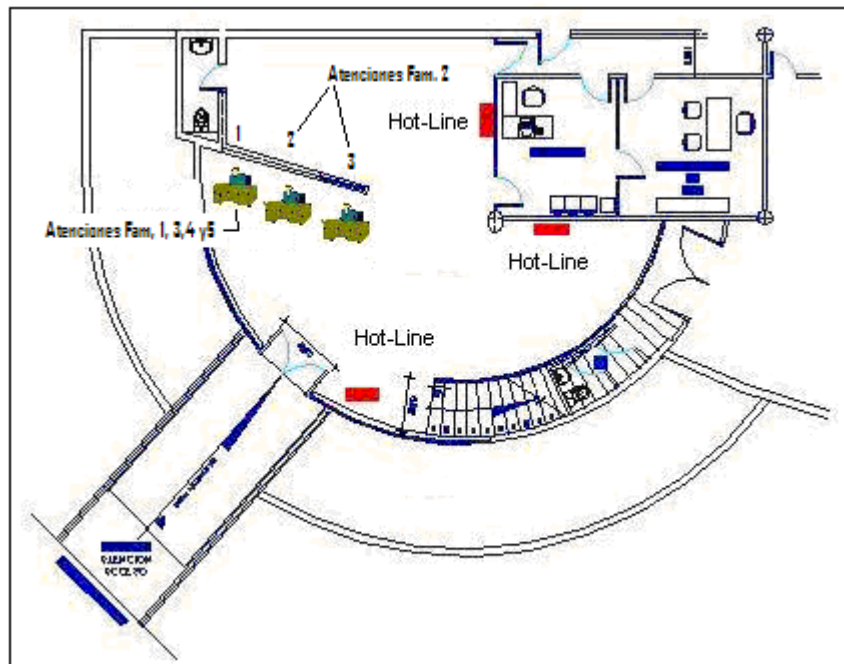 Atenciones Fam. 2
Hot-Line
1
2
3
Atenciones Fam, 1, 3,4 y5
Hot-Line
Hot-Line